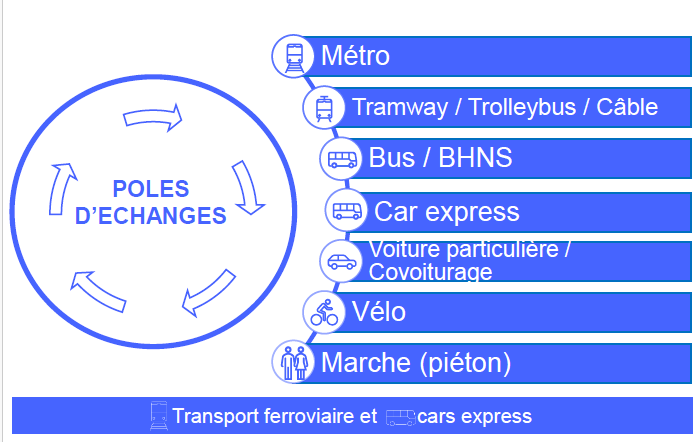 Métro
Tramway / Trolleybus / Câble
Bus / BHNS
Car express
Voiture particulière /
Covoiturage
Vélo
Marche (piéton)
POLES
D’ECHANGES
Transport ferroviaire et cars express